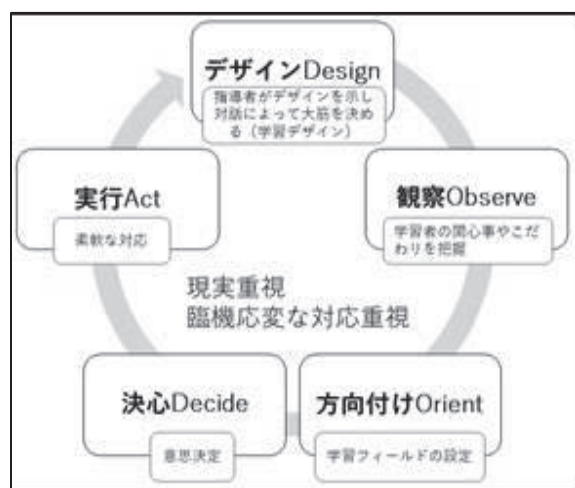 デザインDesign
指導者がデザインを示し
対話によって大筋を決め
る（学習デザイン）
観察Observe
学習者の関心事やこだ
わりを把握
方向付けOrient
学習フィールドの設定
決心Decide
意思決定
実行Act
柔軟な対応
現実重視
臨機応変な対応重視